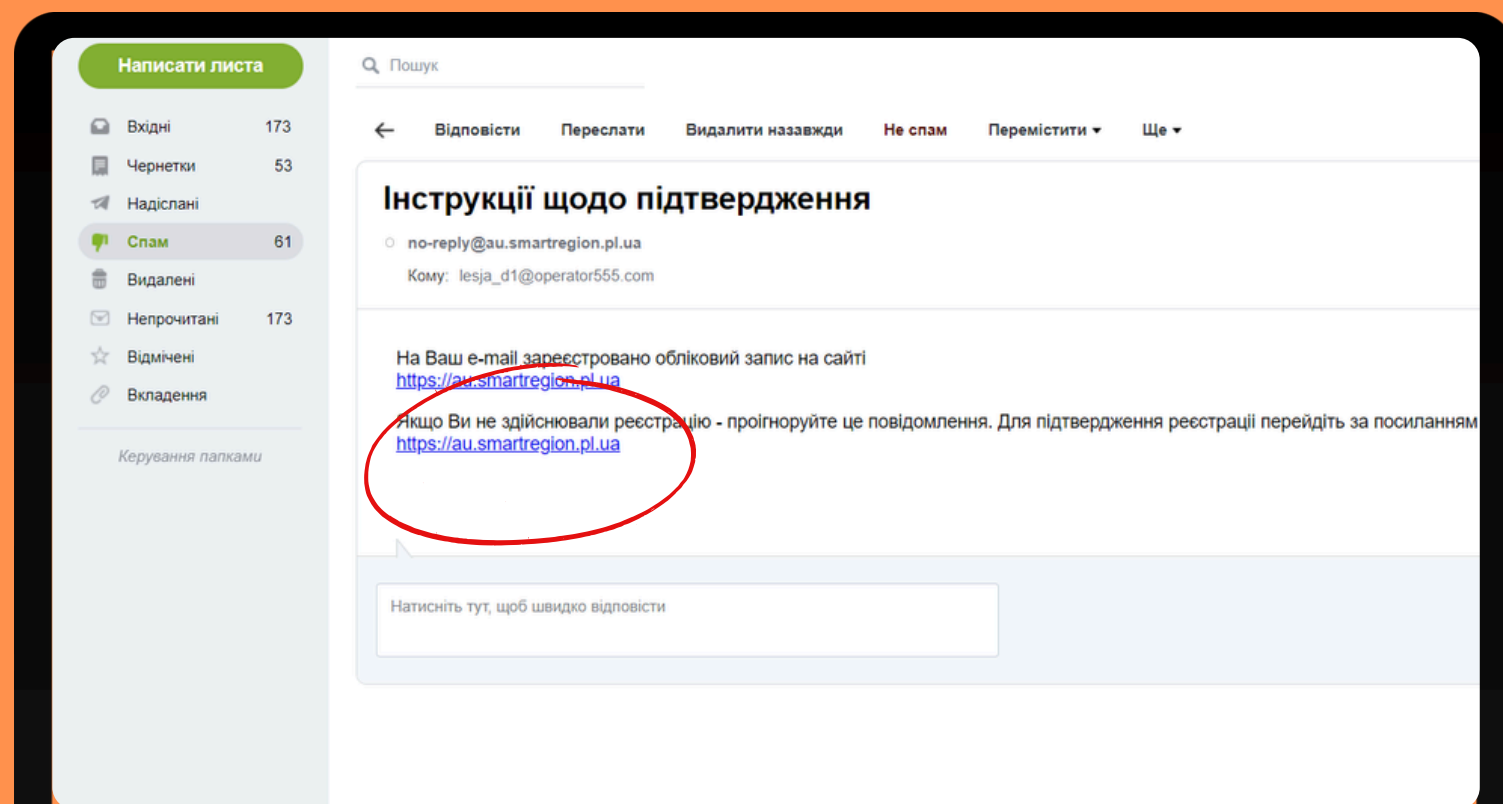 Написати листа
Пошук
Вхідні 173
Чернетки 53
Надіслані
Спам 61
Видалені
Непрочитані 173
Відмічені
Вкладення
Керування папками
Відповісти Переслати Видалити назавжди Не спам Перемістити Ще
Інструкції щодо підтвердження
no-reply@au.smartregion.pl.ua
Кому: lesja_d1@operator555.com
На Ваш e-mail зареєстровано обліковий запис на сайті
https://au.smartregion.pl.ua
Якщо Ви не здійснювали реєстрацію - проігноруйте це повідомлення. Для підтвердження реєстрації перейдіть за посиланням
https://au.smartregion.pl.ua
Натисніть тут, щоб швидко відповісти